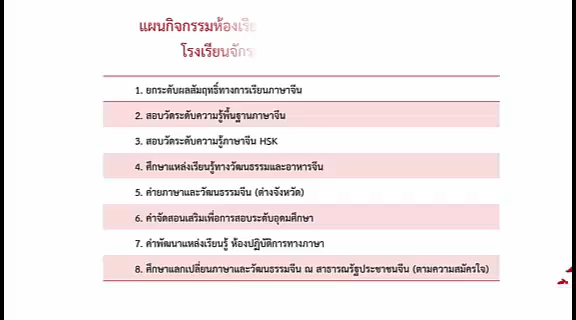 แผนกิจกรรมห้องเรีย
โรงเรียนจักร
1. ยกระดับผลสัมฤทธิ์ทางการเรียนภาษาจีน
2. สอบวัดระดับความรู้พื้นฐานภาษาจีน
3. สอบวัดระดับความรู้ภาษาจีน HSK
4. ศึกษาแหล่งเรียนรู้ทางวัฒนธรรมและอาหารจีน
5. ค่ายภาษาและวัฒนธรรมจีน (ต่างจังหวัด)
6. ค่าจัดสอนเสริมเพื่อการสอบระดับอุดมศึกษา
7. ค่าพัฒนาแหล่งเรียนรู้ ห้องปฏิบัติการทางภาษา
8. ศึกษาแลกเปลี่ยนภาษาและวัฒนธรรมจีน ณ สาธารณรัฐประชาชนจีน (ตามความสมัครใจ)